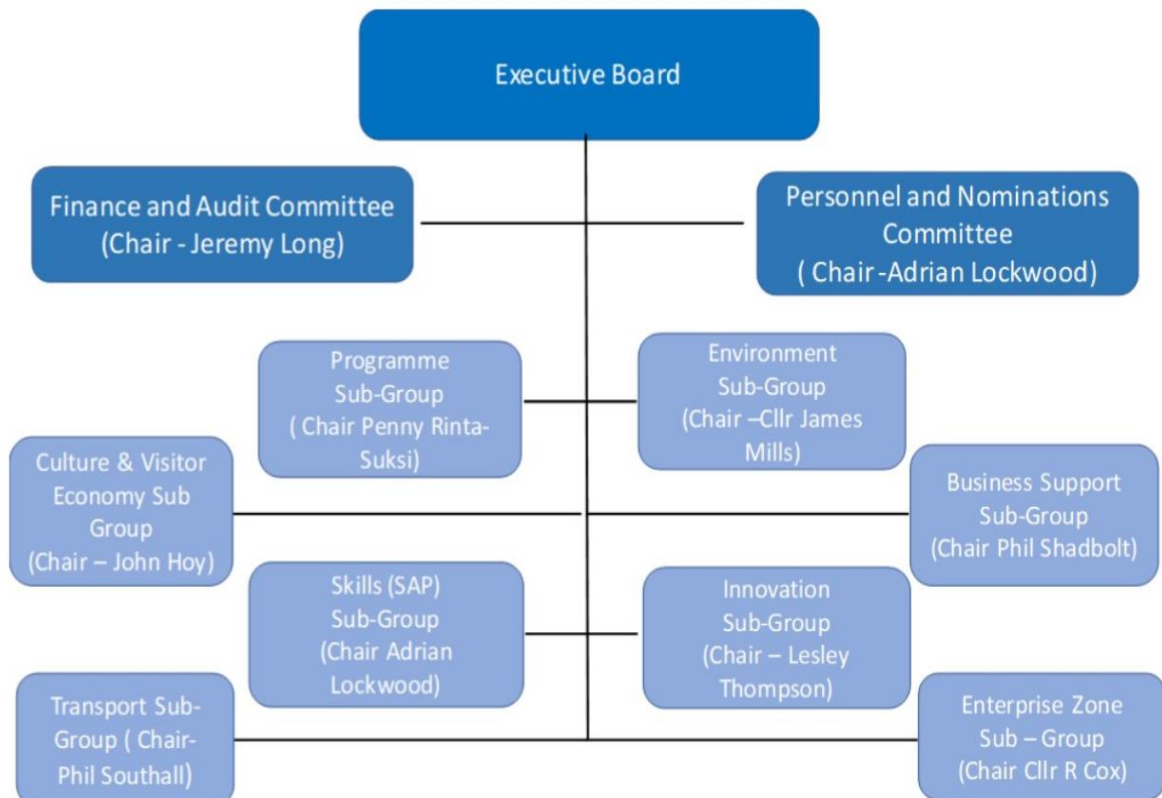 Executive Board
Finance and Audit Committee
(Chair - Jeremy Long)
Personnel and Nominations
Committee
( Chair -Adrian Lockwood)
Programme
Sub-Group
( Chair Penny Rinta-
Suksi)
Environment
Sub-Group
(Chair –Cllr James
Mills)
Culture & Visitor
Economy Sub
Group
(Chair – John Hoy)
Business Support
Sub-Group
(Chair Phil Shadbolt)
Skills (SAP)
Sub-Group
(Chair Adrian
Lockwood)
Innovation
Sub-Group
(Chair – Lesley
Thompson)
Transport Sub-
Group ( Chair-
Phil Southall)
Enterprise Zone
Sub – Group
(Chair Cllr R Cox)